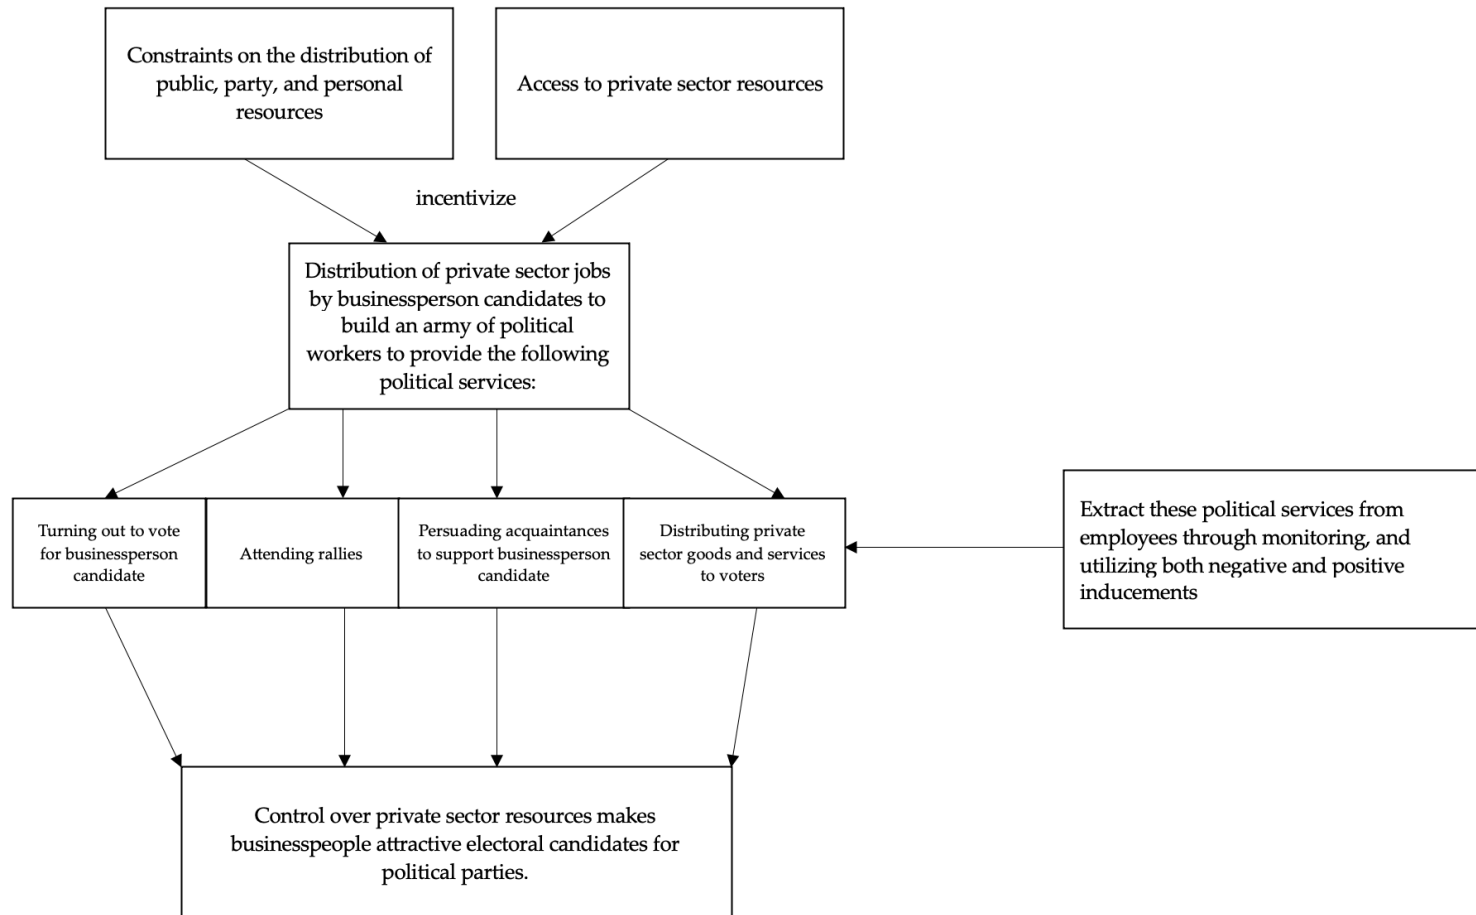 Constraints on the distribution of
public, party, and personal
resources
Access to private sector resources
incentivize
Distribution of private sector jobs
by businessperson candidates to
build an army of political
workers to provide the following
political services:
Turning out to vote
for businessperson
candidate
Attending rallies
Persuading acquaintances
to support businessperson
candidate
Distributing private
sector goods and services
to voters
Extract these political services from
employees through monitoring, and
utilizing both negative and positive
inducements
Control over private sector resources makes
businesspeople attractive electoral candidates for
political parties.